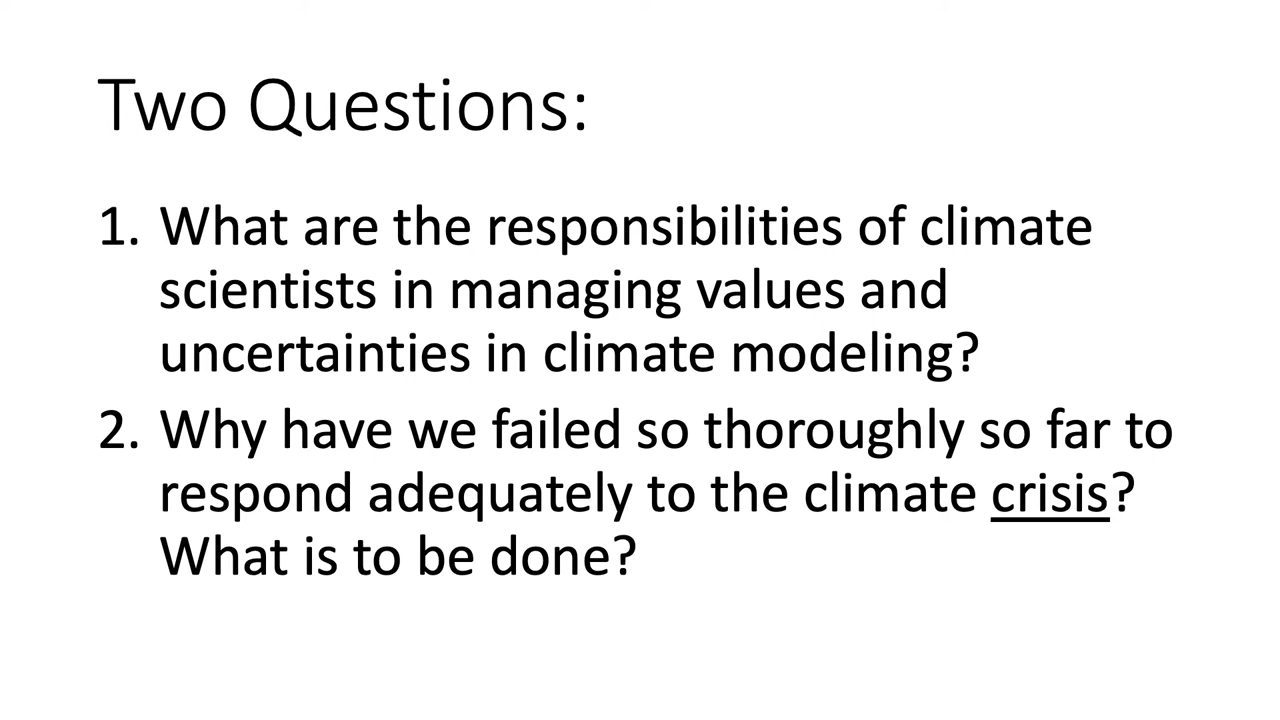 Two Questions:
1. What are the responsibilities of climate
scientists in managing values and
uncertainties in climate modeling?
2. Why have we failed so thoroughly so far to
respond adequately to the climate crisis?
What is to be done?